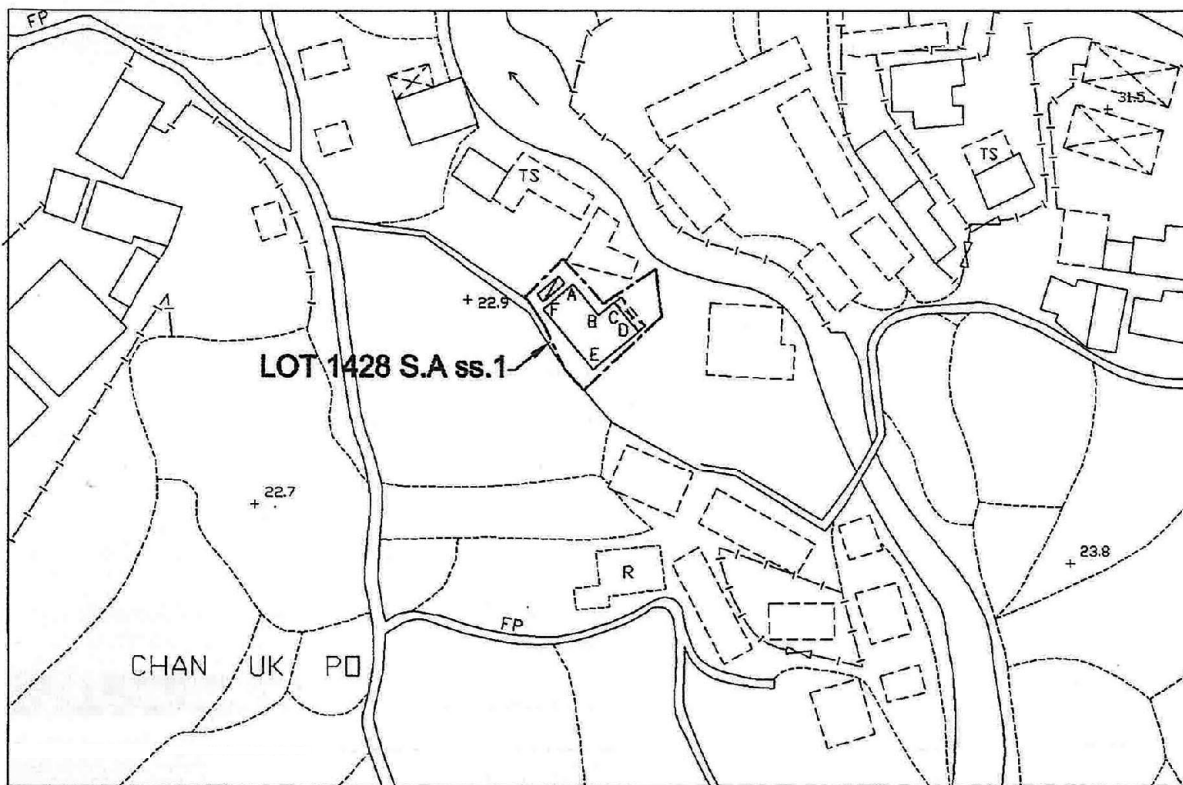 FP
31.5
TS
TS
A
F
B
C
D
E
+ 22.9
LOT 1428 S.A ss.1
+ 22.7
+ 23.8
R
FP
CHAN UK PO